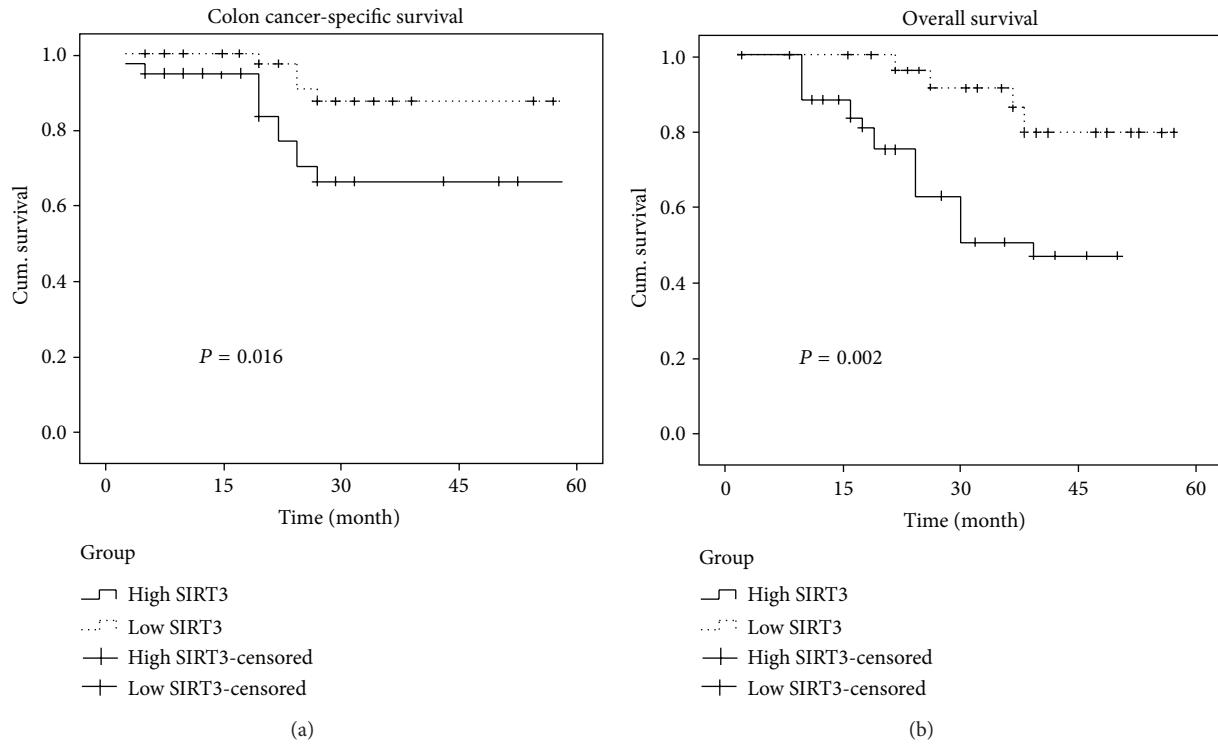 Colon cancer-specific survival
1.0
0.8
0.6
0.4
0.2
0.0
Cum. survival
P = 0.016
0 15 30 45 60
Time (month)
Group
High SIRT3
Low SIRT3
High SIRT3-censored
Low SIRT3-censored
(a)
Overall survival
1.0
0.8
0.6
0.4
0.2
0.0
Cum. survival
P = 0.002
0 15 30 45 60
Time (month)
Group
High SIRT3
Low SIRT3
High SIRT3-censored
Low SIRT3-censored
(b)